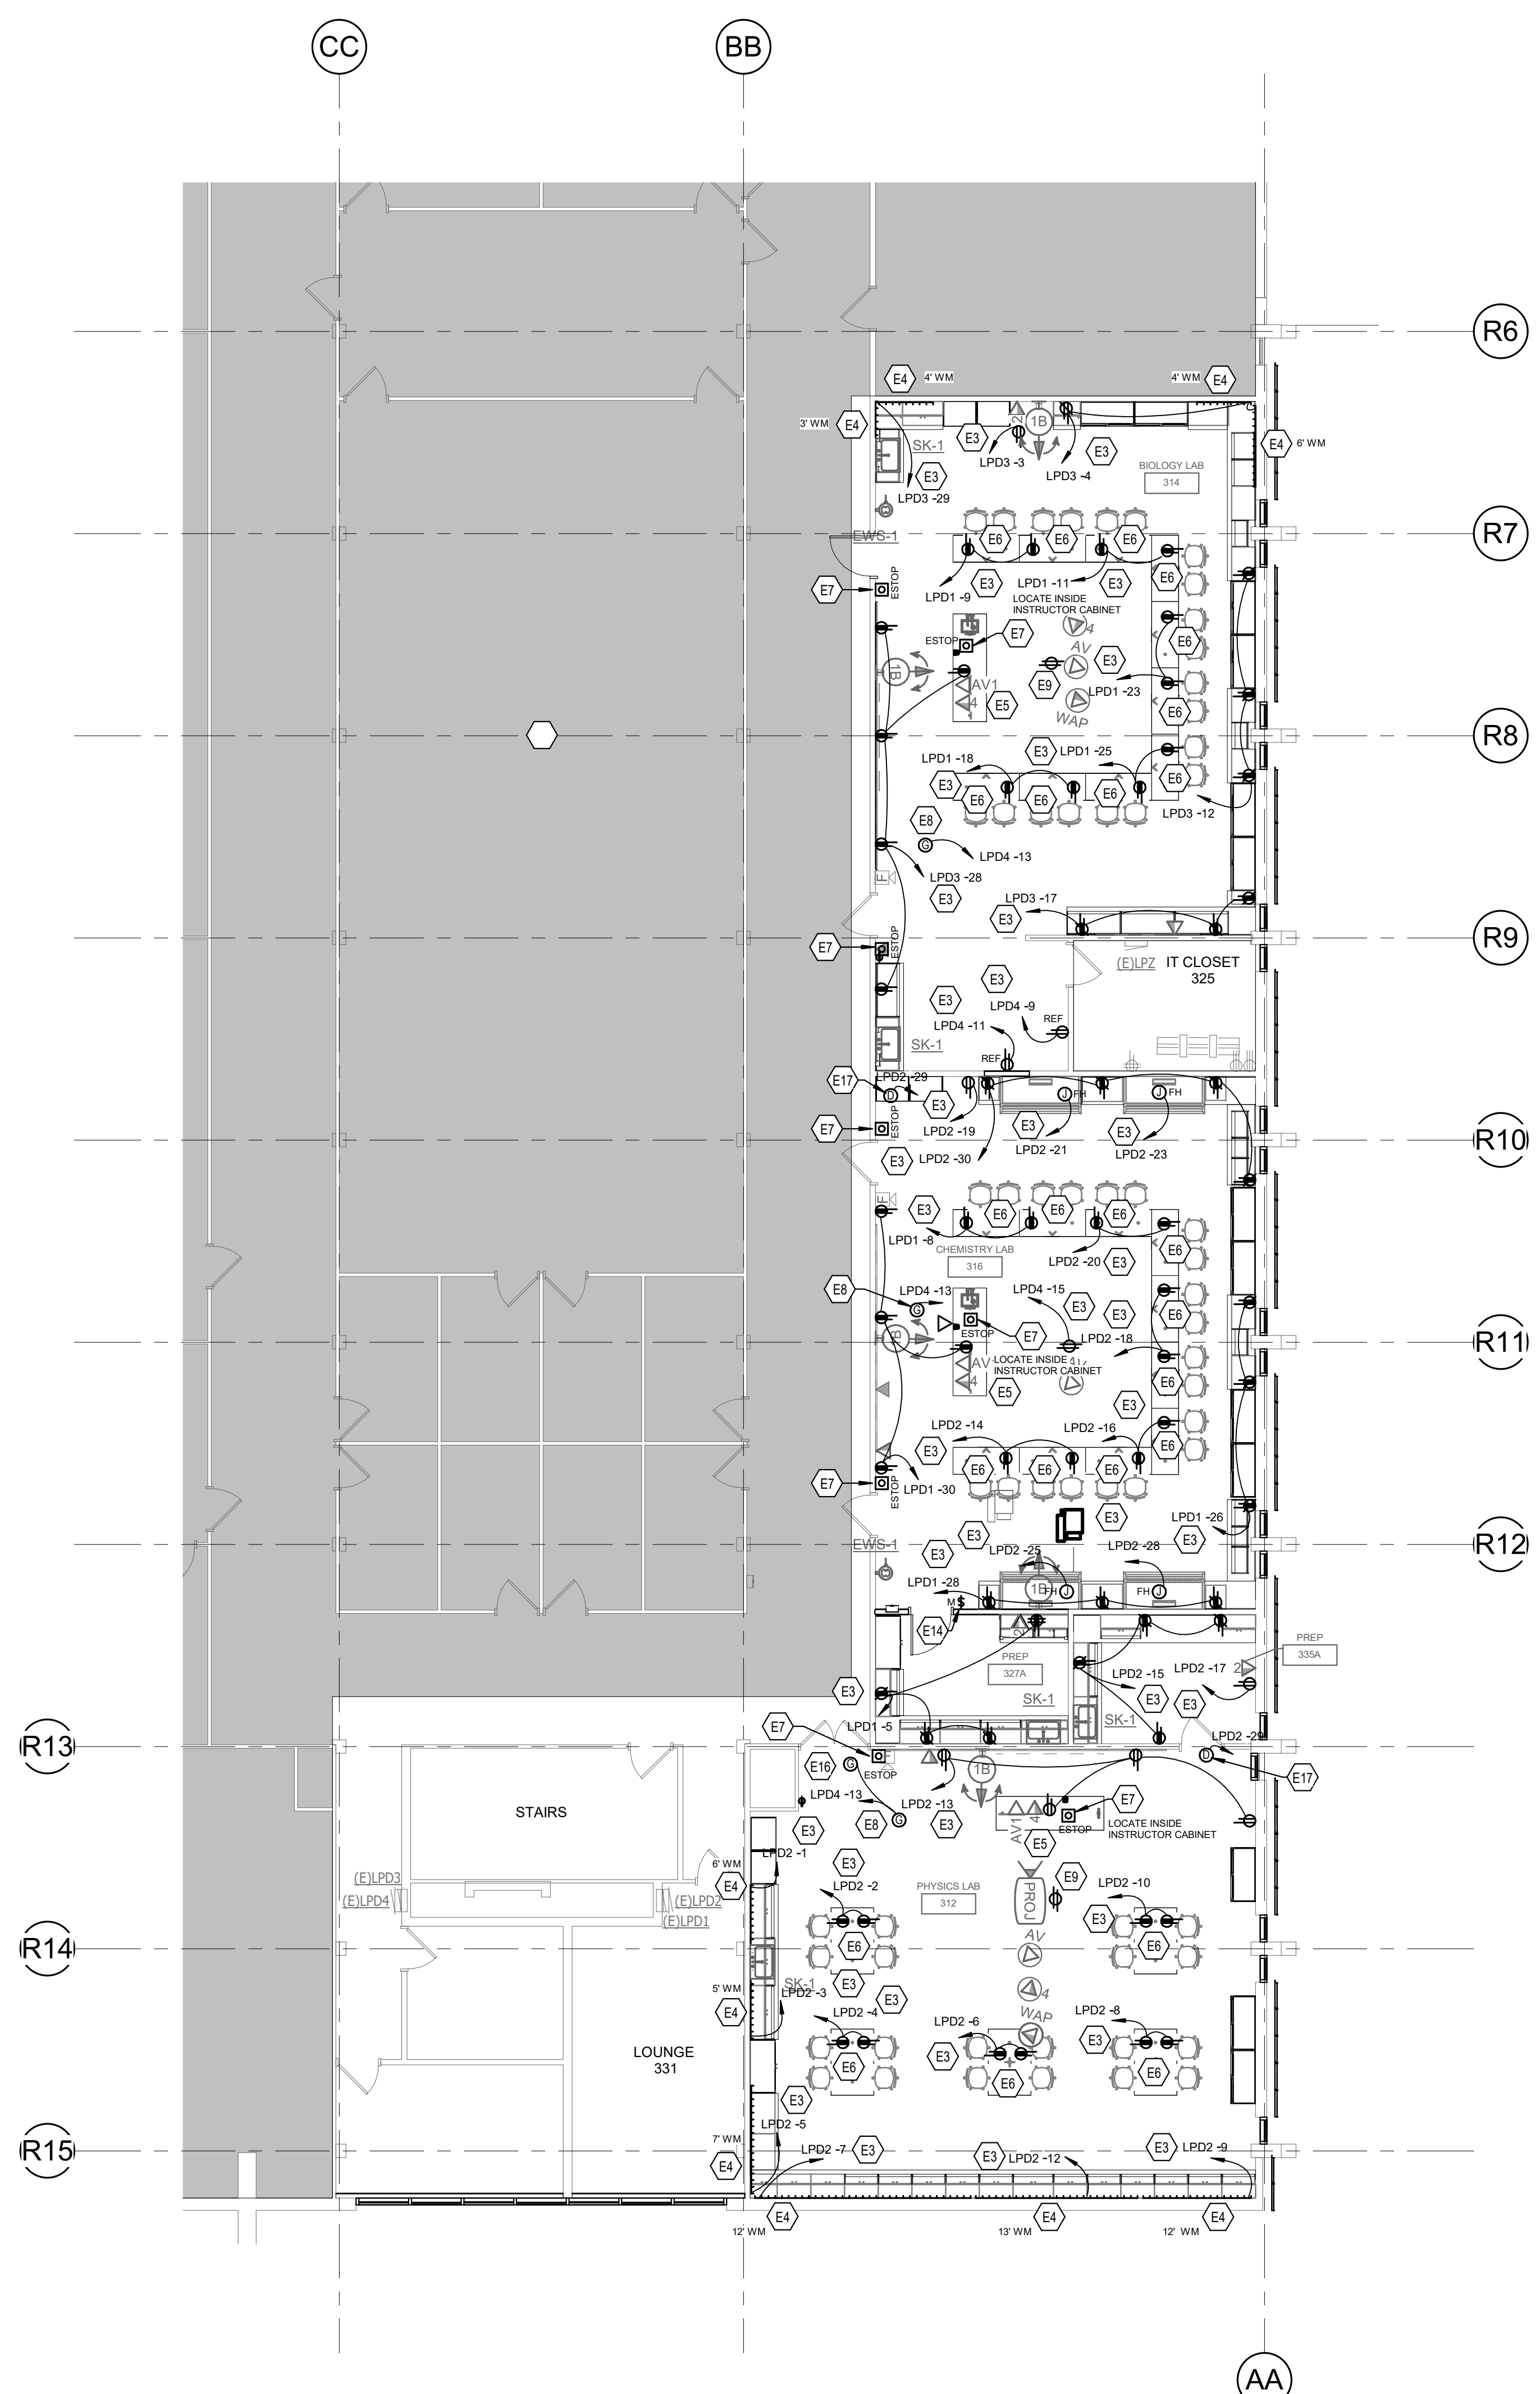 CC
BB
R6
E4
4' WM
4' WM
E4
3' WM
E4
1B
2
E3
E3
E4
6' WM
SK-1
LPD3 -3
LPD3 -4
BIOLOGY LAB
314
E3
LPD3 -29
R7
EWS-1
E6
E6
E6
E6
E3
LPD1 -11
E3
LPD1 -9
E7
ESTOP
LOCATE INSIDE
INSTRUCTOR CABINET
4
E7
ESTOP
E6
AV
E3
1B
E9
AV1
4
LPD1 -23
E5
WAP
E6
R8
E3
LPD1 -25
LPD1 -18
E3
E6
E6
E6
E6
LPD3 -12
E8
G
LPD4 -13
F
LPD3 -28
E3
LPD3 -17
E3
E7
ESTOP
R9
(E)LPZ
IT CLOSET
325
E3
E3
LPD4 -9
LPD4 -11
REF
REF
SK-1
E17
LPD2 -29
D
E3
J
FH
J
FH
E7
ESTOP
LPD2 -19
E3
E3
R10
LPD2 -21
LPD2 -23
E3
LPD2 -30
F
E3
E6
E6
E6
LPD1 -8
CHEMISTRY LAB
316
LPD2 -20
E3
E6
E8
G
LPD4 -13
LPD4 -15
E3
E3
E6
ESTOP
E7
B
LPD2 -18
R11
LOCATE INSIDE
INSTRUCTOR CABINET
AV
4
E5
E6
E3
LPD2 -14
LPD2 -16
E3
E6
E6
E6
E6
E7
ESTOP
LPD1 -30
E3
LPD1 -26
E3
E3
R12
EWS-1
E3
LPD2 -25
LPD2 -28
LPD1 -28
1B
FH
J
FH
J
M
$
E14
2
1
PREP
327A
PREP
335A
LPD2 -15
LPD2 -17
2
E3
SK-1
E3
E3
SK-1
LPD1 -5
R13
E7
LPD2 -29
D
E17
E16
G
ESTOP
F
1B
LPD4 -13
LPD2 -13
E7
STAIRS
E3
E8
G
E3
AV1
4
ESTOP
LOCATE INSIDE
INSTRUCTOR CABINET
E5
LPD2 -1
6' WM
E3
E4
(E)LPD3
(E)LPD4
(E)LPD2
(E)LPD1
LPD2 -2
PHYSICS LAB
312
PROJ
E9
LPD2 -10
E3
R14
E6
AV
E6
SK-1
E3
5' WM
E4
LPD2 -3
E3
4
WAP
LPD2 -4
LPD2 -6
LPD2 -8
E3
E3
LOUNGE
331
E6
E6
E6
E3
LPD2 -5
R15
7' WM
E4
LPD2 -7
E3
E3
LPD2 -12
E3
LPD2 -9
E4
12' WM
E4
13' WM
E4
12' WM
AA